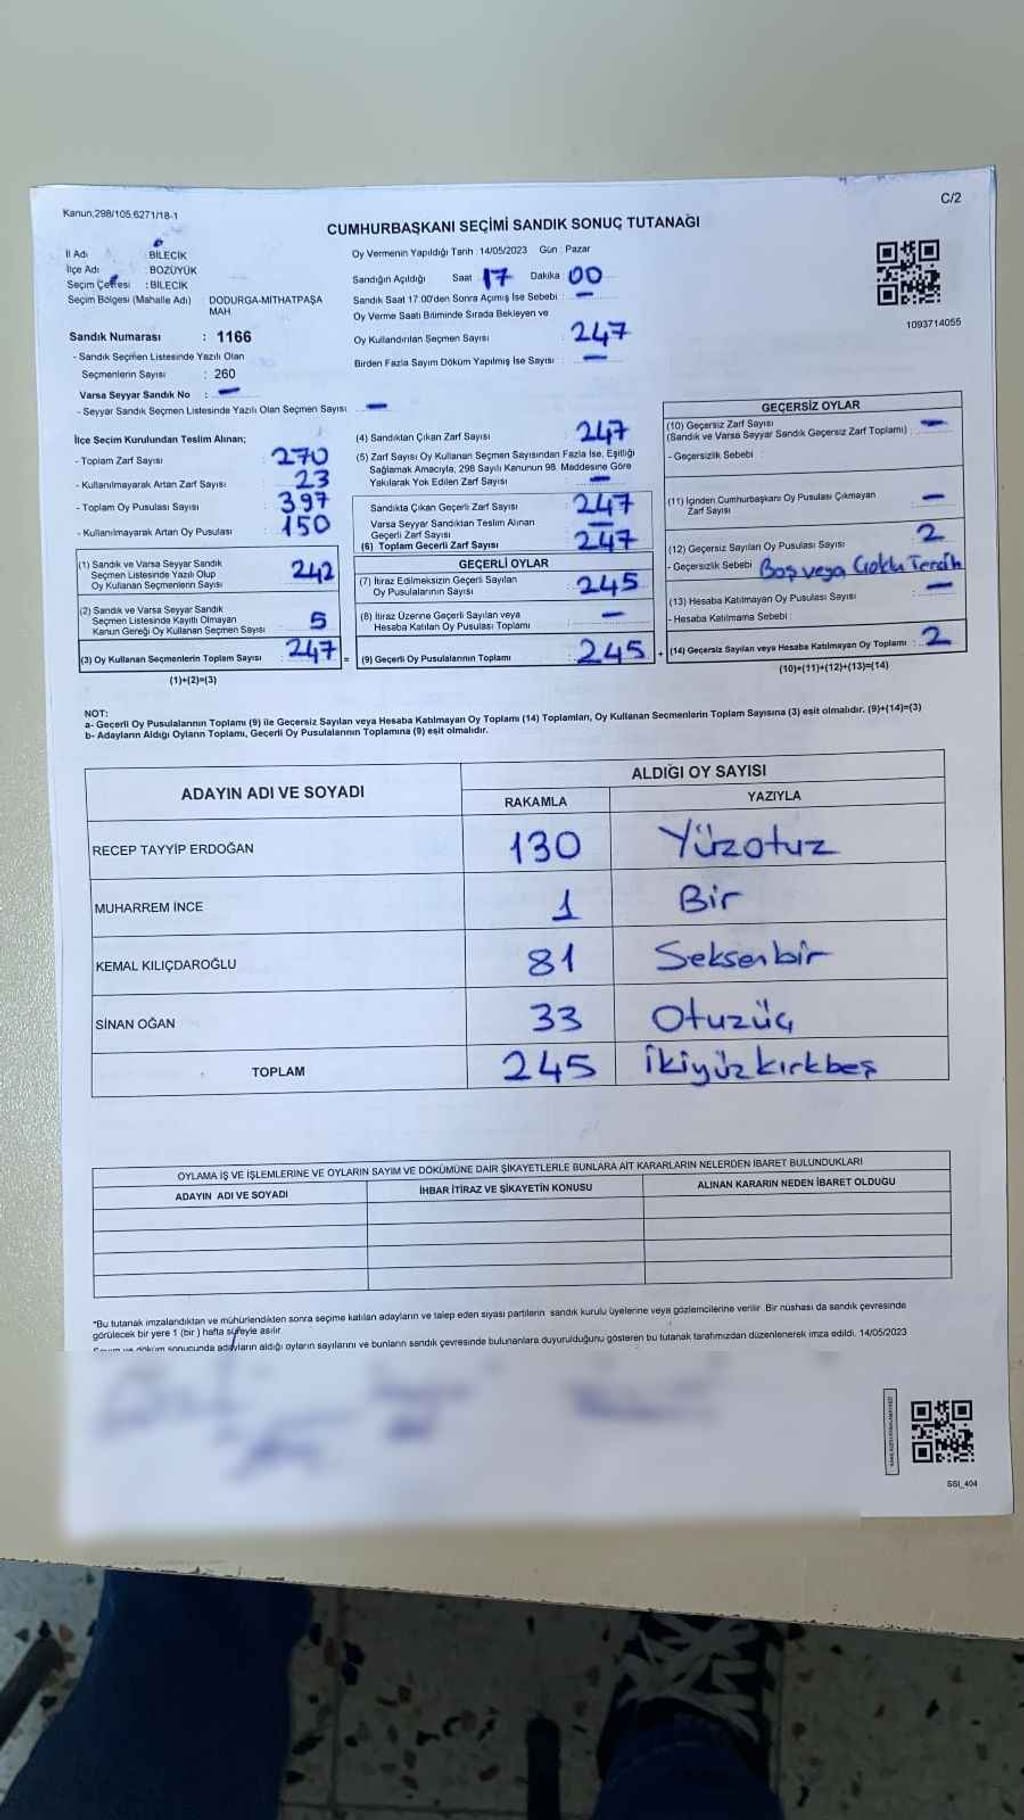 Kanun:298/105.6271/18-1
C/2
CUMHURBAŞKANI SEÇİMİ SANDIK SONUÇ TUTANAĞI
İl Adı : BİLECİK
İlçe Adı : BOZÜYÜK
Seçim Çevresi : BİLECİK
Seçim Bölgesi (Mahalle Adı) : DODURGA-MİTHATPAŞA MAH
Sandık Numarası : 1166
- Sandık Seçmen Listesinde Yazılı Olan
Seçmenlerin Sayısı : 260
Varsa Seyyar Sandık No : -
- Seyyar Sandık Seçmen Listesinde Yazılı Olan Seçmen Sayısı -
Oy Vermenin Yapıldığı Tarih : 14/05/2023 Gün : Pazar
Sandığın Açıldığı Saat 17 Dakika : 00
Sandık Saat 17:00'den Sonra Açmış İse Sebebi : -
Oy Verme Saati Bitiminde Sırada Bekleyen ve
Oy Kullandırılan Seçmen Sayısı : 247
Birden Fazla Sayım Döküm Yapılmış İse Sayısı : -
1093714055
İlçe Seçim Kurulundan Teslim Alınan;
- Toplam Zarf Sayısı : 270
- Kullanılmayarak Artan Zarf Sayısı : 23
- Toplam Oy Pusulası Sayısı : 397
- Kullanılmayarak Artan Oy Pusulası : 150
(1) Sandık ve Varsa Seyyar Sandık
Seçmen Listesinde Yazılı Olup
Oy Kullanan Seçmenlerin Sayısı : 242
(2) Sandık ve Varsa Seyyar Sandık
Seçmen Listesinde Kayıtlı Olmayan
Kanun Gereği Oy Kullanan Seçmen Sayısı : 5
(3) Oy Kullanan Seçmenlerin Toplam Sayısı : 247 =
(1)+(2)=(3)
(4) Sandıktan Çıkan Zarf Sayısı : 247
(5) Zarf Sayısı Oy Kullanan Seçmen Sayısından Fazla İse, Eşitliği
Sağlamak Amacıyla, 298 Sayılı Kanunun 98. Maddesine Göre
Yakılarak Yok Edilen Zarf Sayısı : -
Sandıkta Çıkan Geçerli Zarf Sayısı : 247
Varsa Seyyar Sandıktan Teslim Alınan
Geçerli Zarf Sayısı : -
(6) Toplam Geçerli Zarf Sayısı : 247
GEÇERLİ OYLAR
(7) İtiraz Edilmeksizin Geçerli Sayılan
Oy Pusulalarının Sayısı : 245
(8) İtiraz Üzerine Geçerli Sayılan veya
Hesaba Katılan Oy Pusulası Toplamı : -
(9) Geçerli Oy Pusulalarının Toplamı : 245 +
GEÇERSİZ OYLAR
(10) Geçersiz Zarf Sayısı
(Sandık ve Varsa Seyyar Sandık Geçersiz Zarf Toplamı) : -
- Geçersizlik Sebebi :
(11) İçinden Cumhurbaşkanı Oy Pusulası Çıkmayan
Zarf Sayısı : -
(12) Geçersiz Sayılan Oy Pusulası Sayısı : 2
- Geçersizlik Sebebi : Boş veya Çoklu Tercih
(13) Hesaba Katılmayan Oy Pusulası Sayısı : -
- Hesaba Katılmama Sebebi :
(14) Geçersiz Sayılan veya Hesaba Katılmayan Oy Toplamı : 2
(10)+(11)+(12)+(13)=(14)
NOT:
a- Geçerli Oy Pusulalarının Toplamı (9) ile Geçersiz Sayılan veya Hesaba Katılmayan Oy Toplamı (14) Toplamları, Oy Kullanan Seçmenlerin Toplam Sayısına (3) eşit olmalıdır. (9)+(14)=(3)
b- Adayların Aldığı Oyların Toplamı, Geçerli Oy Pusulalarının Toplamına (9) eşit olmalıdır.
ADAYIN ADI VE SOYADI ALDIĞI OY SAYISI
RAKAMLA YAZIYLA
RECEP TAYYİP ERDOĞAN 130 Yüzotuz
MUHARREM İNCE 1 Bir
KEMAL KILIÇDAROĞLU 81 Seksenbir
SİNAN OĞAN 33 Otuzüç
TOPLAM 245 İkiyüzkırkbeş
OYLAMA İŞ VE İŞLEMLERİNE VE OYLARIN SAYIM VE DÖKÜMÜNE DAİR ŞİKAYETLERLE BUNLARA AİT KARARLARIN NELERDEN İBARET BULUNDUKLARI
ADAYIN ADI VE SOYADI İHBAR İTİRAZ VE ŞİKAYETİN KONUSU ALINAN KARARIN NEDEN İBARET OLDUĞU
*Bu tutanak imzalandıktan ve mühürlendikten sonra seçime katılan adayların ve talep eden siyasi partilerin sandık kurulu üyelerine veya gözlemcilerine verilir. Bir nüshası da sandık çevresinde
görülecek bir yere 1 (bir) hafta süreyle asılır
Sayım ve döküm sonucunda adayların aldığı oyların sayılarını ve bunların sandık çevresinde bulunanlara duyurulduğunu gösteren bu tutanak tarafımızdan düzenlenerek imza edildi. 14/05/2023
SSI_404